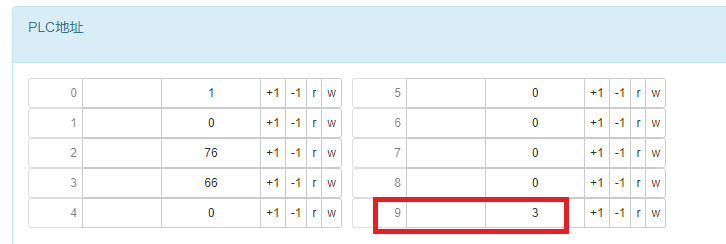 PLC地址
0 1 +1 -1 r w 5 0 +1 -1 r w
1 0 +1 -1 r w 6 0 +1 -1 r w
2 76 +1 -1 r w 7 0 +1 -1 r w
3 66 +1 -1 r w 8 0 +1 -1 r w
4 0 +1 -1 r w 9 3 +1 -1 r w